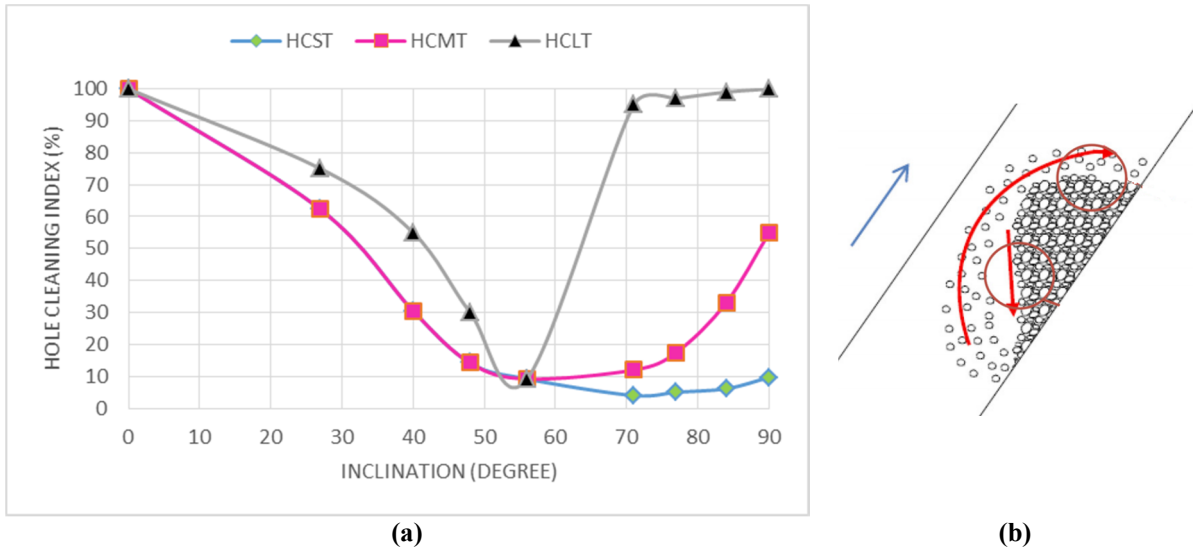 HCST HCMT HCLT
HOLE CLEANING INDEX (%)
100
90
80
70
60
50
40
30
20
10
0
0 10 20 30 40 50 60 70 80 90
INCLINATION (DEGREE)
(a) (b)